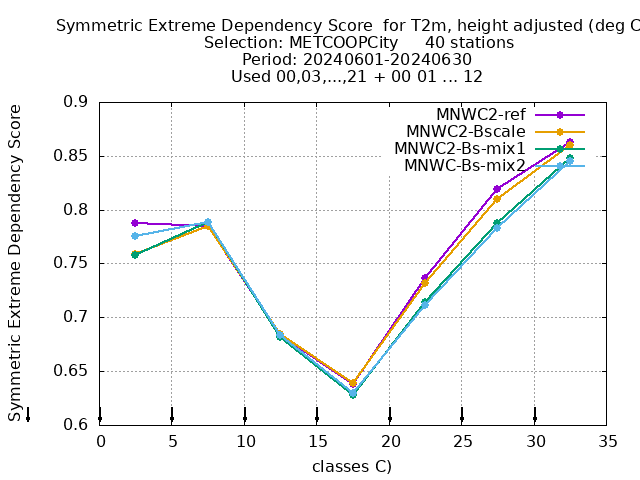 Symmetric Extreme Dependency Score for T2m, height adjusted (deg
Selection: METCOOPCity 40 stations
Period: 20240601-20240630
Used 00,03,...,21 + 00 01 ... 12
Symmetric Extreme Dependency Score
0.9
0.85
0.8
0.75
0.7
0.65
0.6
MNWC2-ref
MNWC2-Bscale
MNWC2-Bs-mix1
MNWC-Bs-mix2
0 5 10 15 20 25 30 35
classes C)